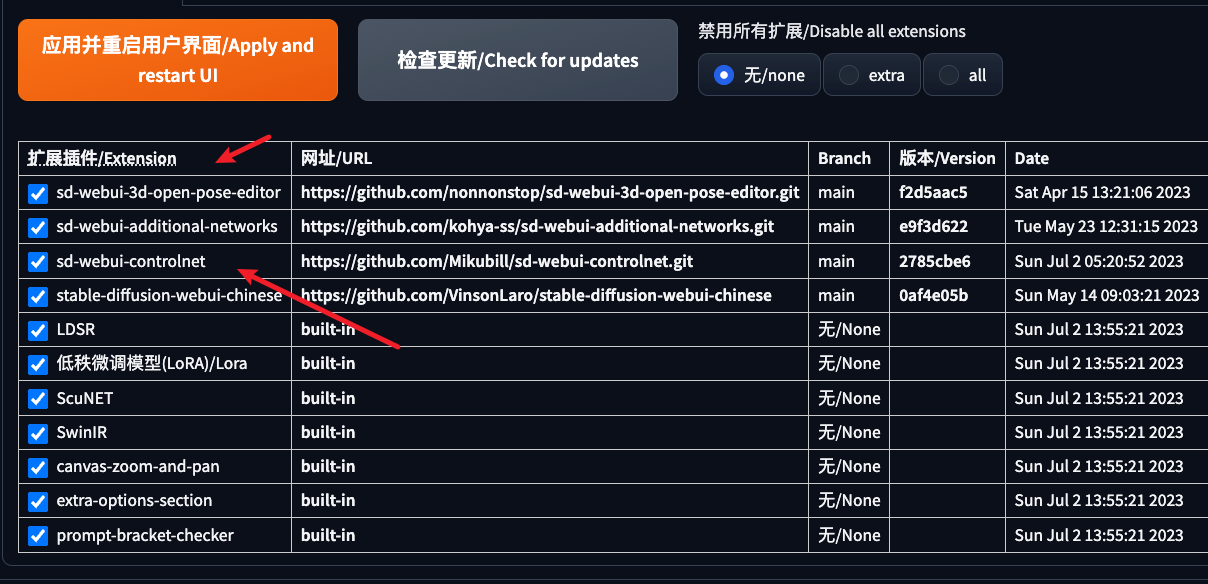 应用并重启用户界面/Apply and
restart UI
检查更新/Check for updates
禁用所有扩展/Disable all extensions
无/none extra all
扩展插件/Extension 网址/URL Branch 版本/Version Date
sd-webui-3d-open-pose-editor https://github.com/nonnonstop/sd-webui-3d-open-pose-editor.git main f2d5aac5 Sat Apr 15 13:21:06 2023
sd-webui-additional-networks https://github.com/kohya-ss/sd-webui-additional-networks.git main e9f3d622 Tue May 23 12:31:15 2023
sd-webui-controlnet https://github.com/Mikubill/sd-webui-controlnet.git main 2785cbe6 Sun Jul 2 05:20:52 2023
stable-diffusion-webui-chinese https://github.com/VinsonLaro/stable-diffusion-webui-chinese main 0af4e05b Sun May 14 09:03:21 2023
LDSR built-in 无/None Sun Jul 2 13:55:21 2023
低秩微调模型(LoRA)/Lora built-in 无/None Sun Jul 2 13:55:21 2023
ScuNET built-in 无/None Sun Jul 2 13:55:21 2023
SwinIR built-in 无/None Sun Jul 2 13:55:21 2023
canvas-zoom-and-pan built-in 无/None Sun Jul 2 13:55:21 2023
extra-options-section built-in 无/None Sun Jul 2 13:55:21 2023
prompt-bracket-checker built-in 无/None Sun Jul 2 13:55:21 2023